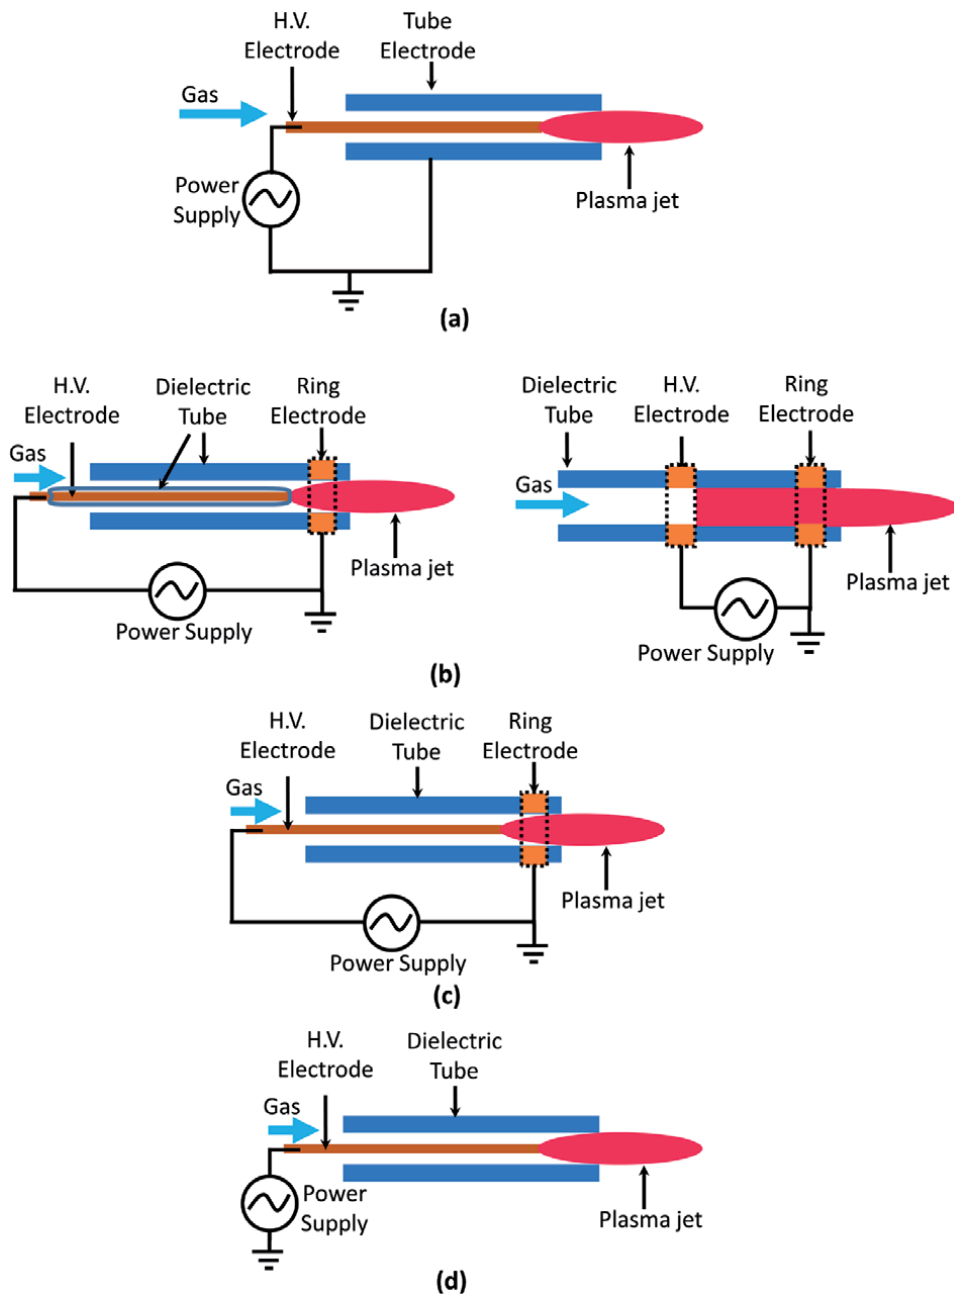 H.V.
Electrode
Tube
Electrode
Gas
Power
Supply
Plasma jet
(a)
H.V.
Electrode
Dielectric
Tube
Ring
Electrode
Gas
Plasma jet
Power Supply
Dielectric
Tube
H.V.
Electrode
Ring
Electrode
Gas
Plasma jet
Power Supply
(b)
H.V.
Electrode
Dielectric
Tube
Ring
Electrode
Gas
Plasma jet
Power Supply
(c)
H.V.
Electrode
Dielectric
Tube
Gas
Power
Supply
Plasma jet
(d)